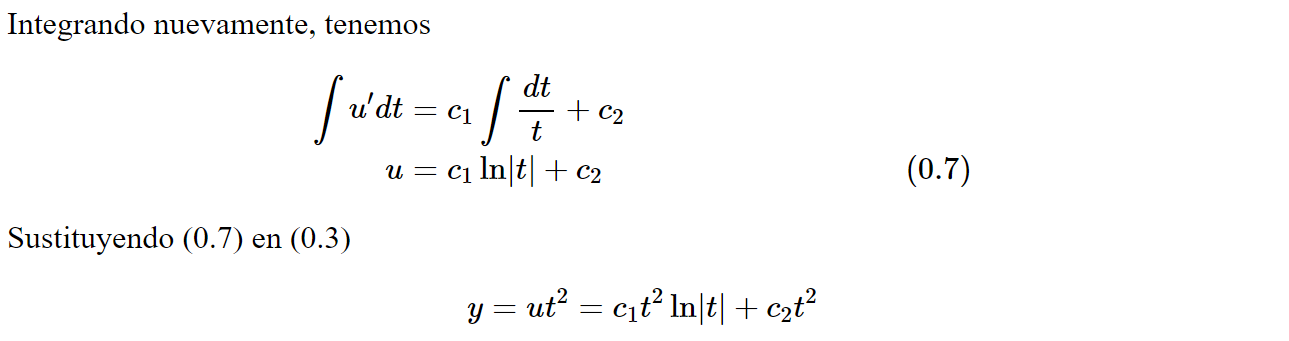 Integrando nuevamente, tenemos
∫ u′dt = c₁ ∫ dt/t + c₂
u = c₁ ln|t| + c₂ (0.7)
Sustituyendo (0.7) en (0.3)
y = ut² = c₁t² ln|t| + c₂t²